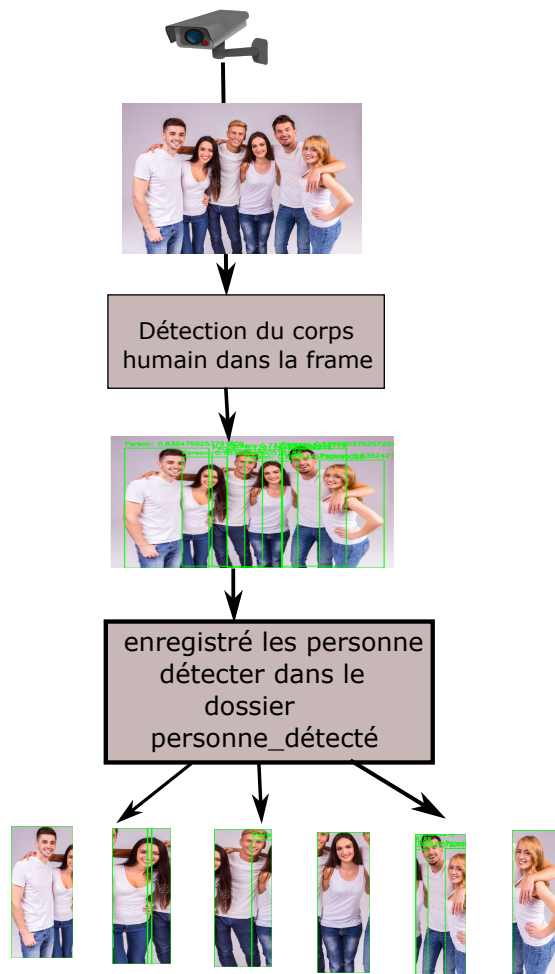 Détection du corps
humain dans la frame
enregistré les personne
détecter dans le
dossier
personne_détecté